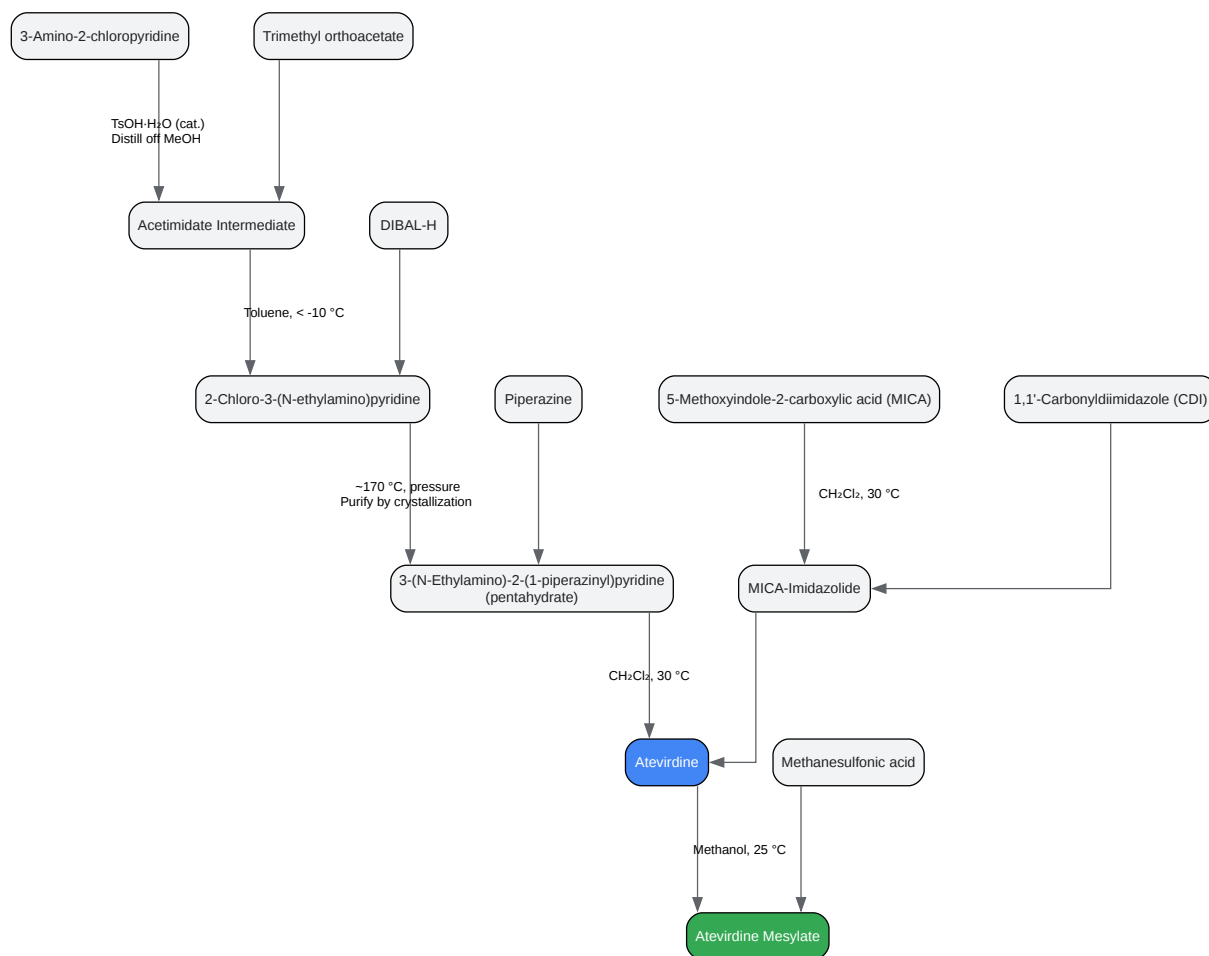 3-Amino-2-chloropyridine
Trimethyl orthoacetate
TsOH·H₂O (cat.)
Distill off MeOH
Acetimidate Intermediate
DIBAL-H
Toluene, < -10 °C
2-Chloro-3-(N-ethylamino)pyridine
Piperazine
5-Methoxyindole-2-carboxylic acid (MICA)
1,1'-Carbonyldiimidazole (CDI)
~170 °C, pressure
Purify by crystallization
CH₂Cl₂, 30 °C
3-(N-Ethylamino)-2-(1-piperazinyl)pyridine
(pentahydrate)
MICA-Imidazolide
CH₂Cl₂, 30 °C
Atevirdine
Methanesulfonic acid
Methanol, 25 °C
Atevirdine Mesylate